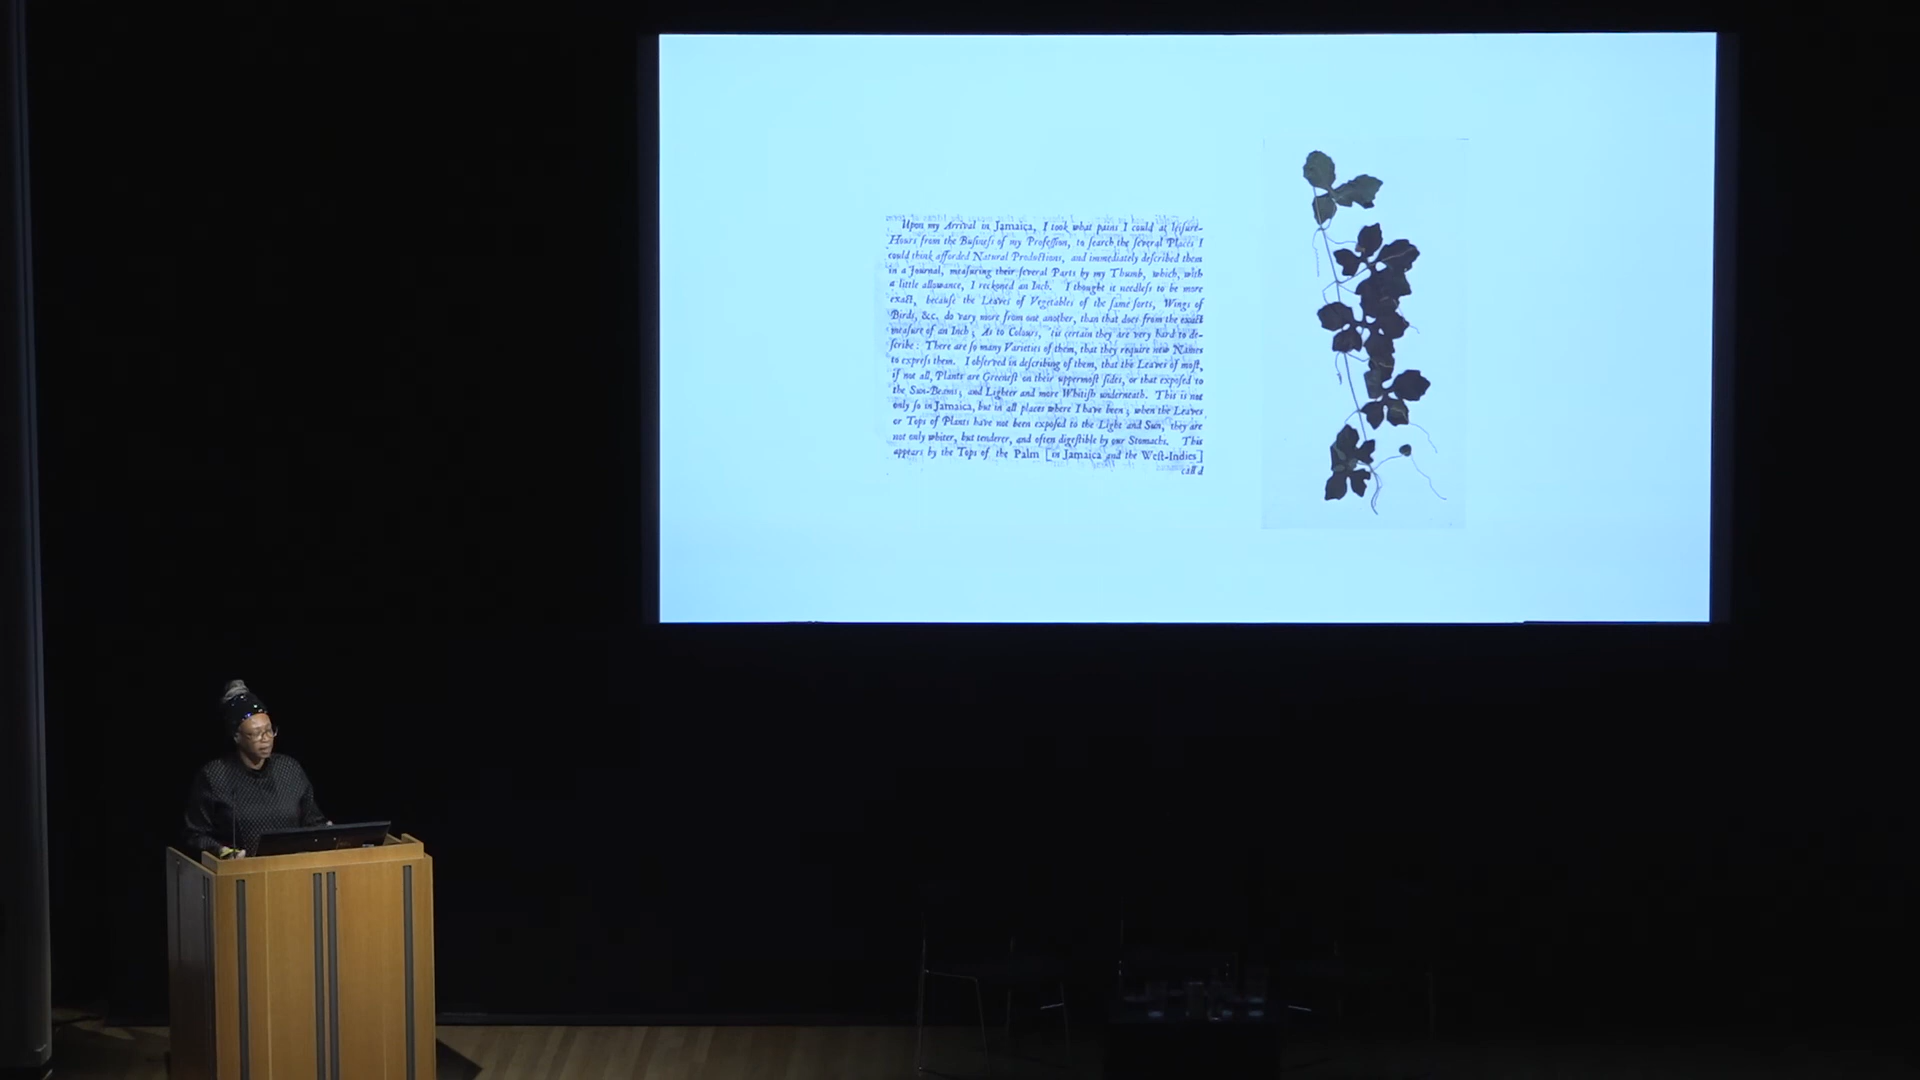 Upon my Arrival in Jamaica, I took what pains I could at leiſure-
Hours from the Buſineſs of my Profeſſion, to ſearch the ſeveral Places I
could think afforded Natural Productions, and immediately deſcribed them
in a Journal, meaſuring their ſeveral Parts by my Thumb, which, with
a little allowance, I reckoned an Inch. I thought it needleſs to be more
exact, becauſe the Leaves of Vegetables of the ſame ſorts, Wings of
Birds, &c. do vary more from one another, than that does from the exact
meaſure of an Inch; As to Colours, 'tis certain they are very hard to de-
ſcribe: There are ſo many Varieties of them, that they require new Names
to expreſs them. I obſerved in deſcribing of them, that the Leaves of moſt,
if not all, Plants are Greeneſt on their uppermoſt ſides, or that expoſed to
the Sun-Beams; and Lighter and more Whitiſh underneath. This is not
only ſo in Jamaica, but in all places where I have been; when the Leaves
or Tops of Plants have not been expoſed to the Light and Sun, they are
not only whiter, but tenderer, and often digeſtible by our Stomachs. This
appears by the Tops of the Palm [in Jamaica and the Weſt-Indies]
call'd